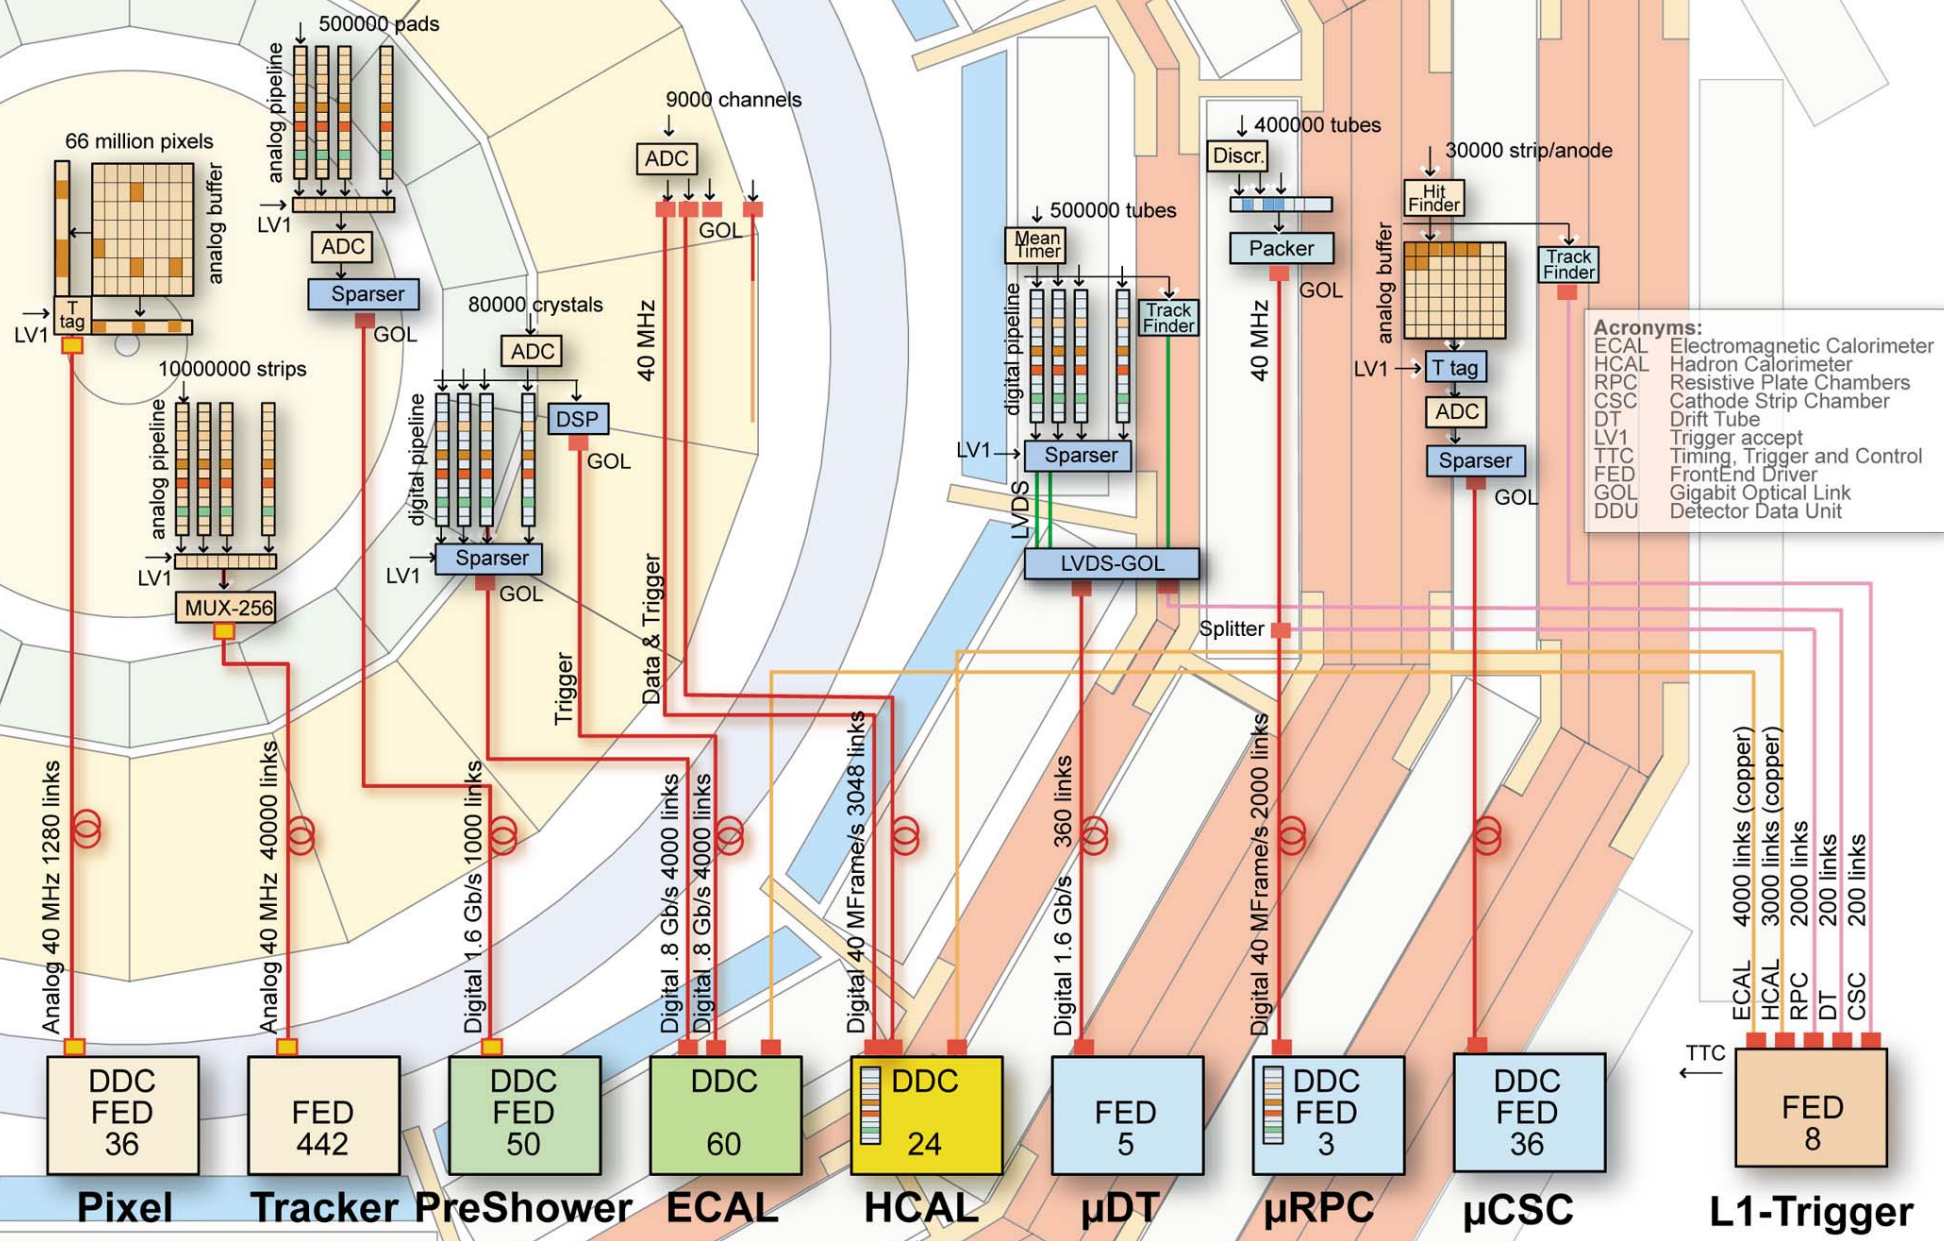 500000 pads
analog pipeline
LV1
ADC
Sparser
GOL
66 million pixels
analog buffer
T
tag
LV1
10000000 strips
analog pipeline
LV1
MUX-256
80000 crystals
ADC
digital pipeline
DSP
GOL
LV1
Sparser
GOL
Trigger
9000 channels
ADC
GOL
40 MHz
Data & Trigger
500000 tubes
Mean
Timer
digital pipeline
Track
Finder
LV1
Sparser
LVDS
LVDS-GOL
400000 tubes
Discr.
Packer
GOL
40 MHz
Splitter
30000 strip/anode
Hit
Finder
analog buffer
Track
Finder
LV1
T tag
ADC
Sparser
GOL
Acronyms:
ECAL Electromagnetic Calorimeter
HCAL Hadron Calorimeter
RPC Resistive Plate Chambers
CSC Cathode Strip Chamber
DT Drift Tube
LV1 Trigger accept
TTC Timing, Trigger and Control
FED FrontEnd Driver
GOL Gigabit Optical Link
DDU Detector Data Unit
Analog 40 MHz 1280 links
Analog 40 MHz 40000 links
Digital 1.6 Gb/s 1000 links
Digital .8 Gb/s 4000 links
Digital .8 Gb/s 4000 links
Digital 40 MFrame/s 3048 links
Digital 1.6 Gb/s 360 links
Digital 40 MFrame/s 2000 links
ECAL 4000 links (copper)
HCAL 3000 links (copper)
RPC 2000 links
DT 200 links
CSC 200 links
TTC
DDC
FED
36
Pixel
FED
442
Tracker
DDC
FED
50
PreShower
DDC
60
ECAL
DDC
24
HCAL
FED
5
µDT
DDC
FED
3
µRPC
DDC
FED
36
µCSC
FED
8
L1-Trigger